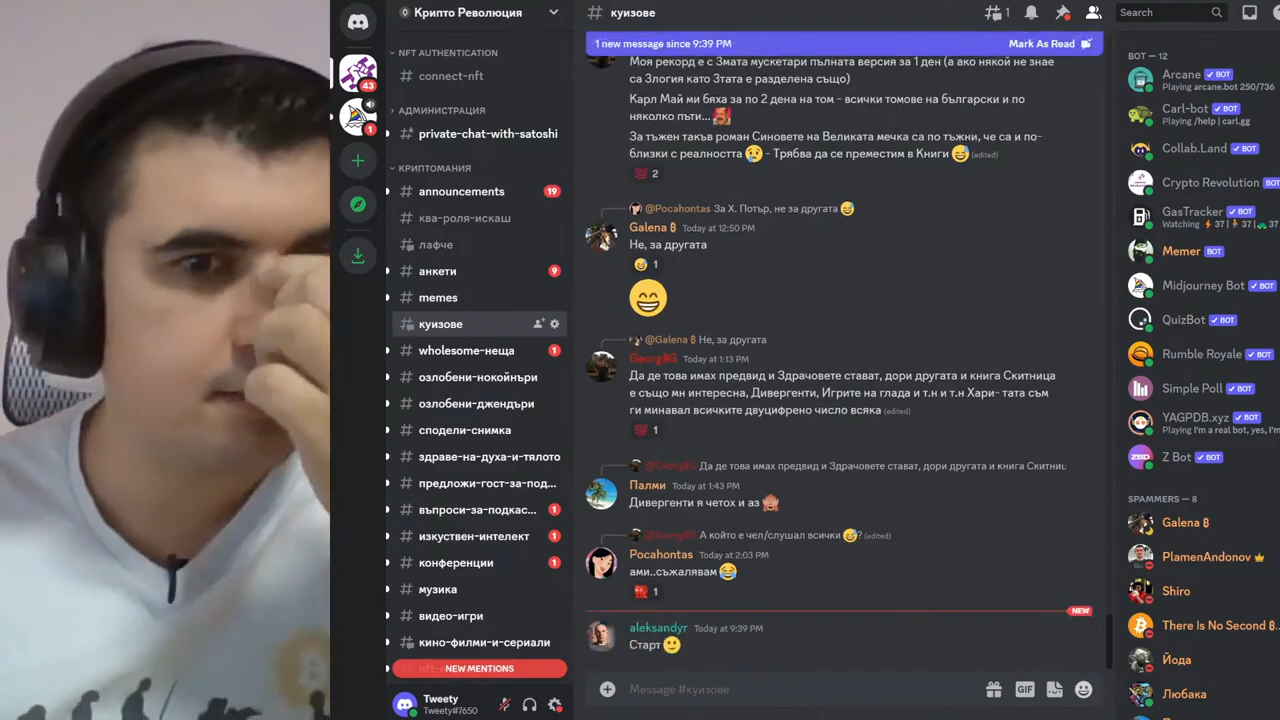 Крипто Революция
NFT AUTHENTICATION
connect-nft
АДМИНИСТРАЦИЯ
private-chat-with-satoshi
КРИПТОМАНИЯ
announcements
19
ква-роля-искаш
лафче
анкети
9
memes
куизове
wholesome-неща
1
озлобени-нокойнъри
озлобени-джендъри
сподели-снимка
здраве-на-духа-и-тялото
предложи-гост-за-под...
въпроси-за-подкас...
1
изкуствен-интелект
1
конференции
1
музика
видео-игри
кино-филми-и-сериали
NEW MENTIONS
Tweety
Tweety#7650
43
1
# куизове
1
Search
1 new message since 9:39 PM
Mark As Read
Моя рекорд е с 3мата мускетари пълната версия за 1 ден (а ако някой не знае
са 3логия като 3тата е разделена също)
Карл Май ми бяха за по 2 дена на том - всички томове на български и по
няколко пъти...
За тъжен такъв роман Синовете на Великата мечка са по тъжни, че са и по-
близки с реалността - Трябва да се преместим в Книги (edited)
2
@Pocahontas За Х. Потър, не за другата
Galena ₿ Today at 12:50 PM
Не, за другата
1
@Galena ₿ Не, за другата
Georg₿G Today at 1:13 PM
Да де това имах предвид и Здрачовете стават, дори другата и книга Скитница
е също мн интересна, Дивергенти, Игрите на глада и т.н и т.н Хари- тата съм
ги минавал всичките двуцифрено число всяка (edited)
1
@Georg₿G Да де това имах предвид и Здрачовете стават, дори другата и книга Скитниц
Палми Today at 1:43 PM
Дивергенти я четох и аз
@Georg₿G А който е чел/слушал всички ? (edited)
Pocahontas Today at 2:03 PM
ами..съжалявам
1
NEW
aleksandyr Today at 9:39 PM
Старт
Message #куизове
GIF
BOT — 12
Arcane BOT
Playing arcane.bot 250/736
Carl-bot BOT
Playing /help | carl.gg
Collab.Land BOT
Crypto Revolution BOT
GasTracker BOT
Watching 37 | 37 | 37
Memer BOT
Midjourney Bot BOT
QuizBot BOT
Rumble Royale BOT
Simple Poll BOT
YAGPDB.xyz BOT
Playing I'm a real bot, yes, I'm
Z Bot BOT
SPAMMERS — 8
Galena ₿
PlamenAndonov
Shiro
There Is No Second ₿...
Йода
Любака